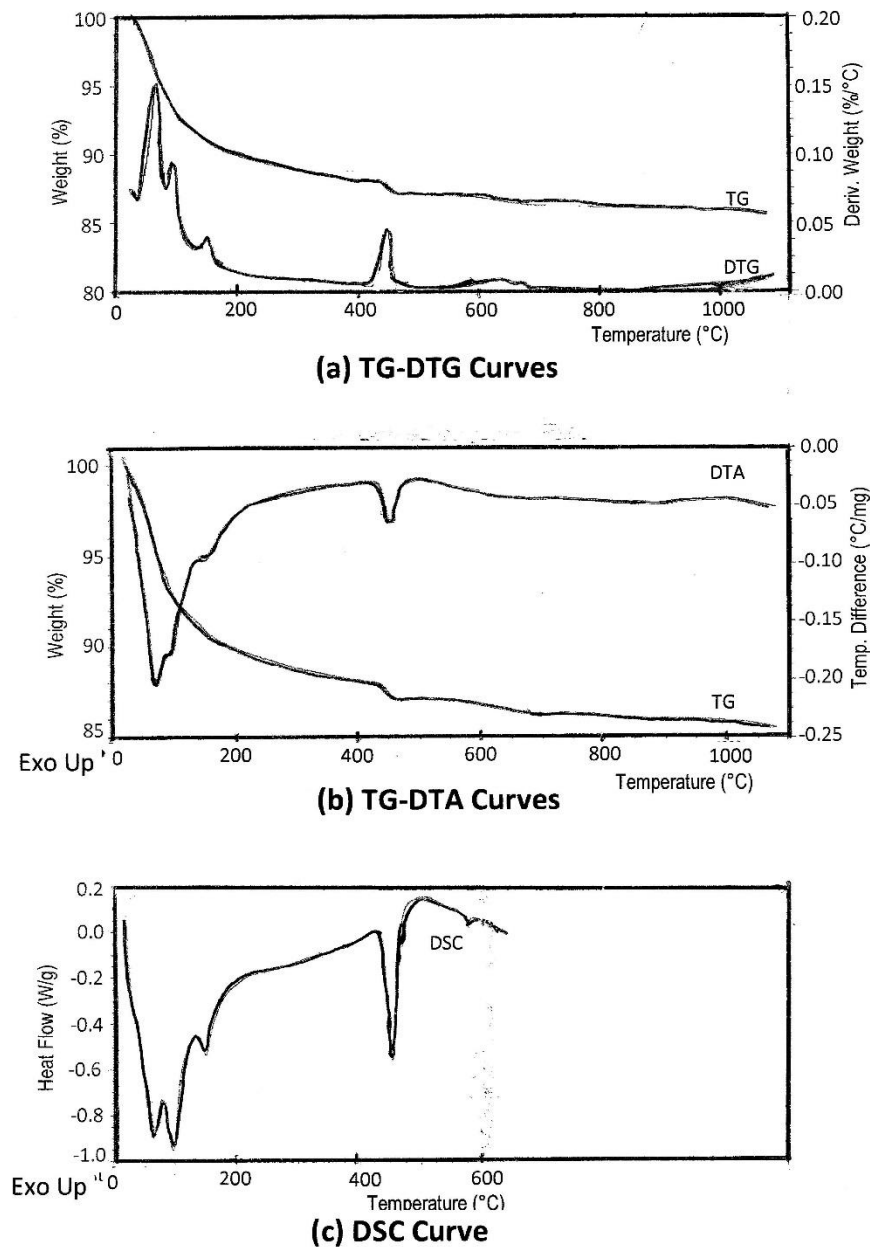 100
95
90
85
80
Weight (%)
0.20
0.15
0.10
0.05
0.00
Deriv. Weight (%/°C)
TG
DTG
0 200 400 600 800 1000
Temperature (°C)
(a) TG-DTG Curves
100
95
90
85
Weight (%)
0.00
-0.05
-0.10
-0.15
-0.20
-0.25
Temp. Difference (°C/mg)
DTA
TG
Exo Up 0 200 400 600 800 1000
Temperature (°C)
(b) TG-DTA Curves
0.2
0.0
-0.2
-0.4
-0.6
-0.8
-1.0
Heat Flow (W/g)
DSC
Exo Up 0 200 400 600
Temperature (°C)
(c) DSC Curve